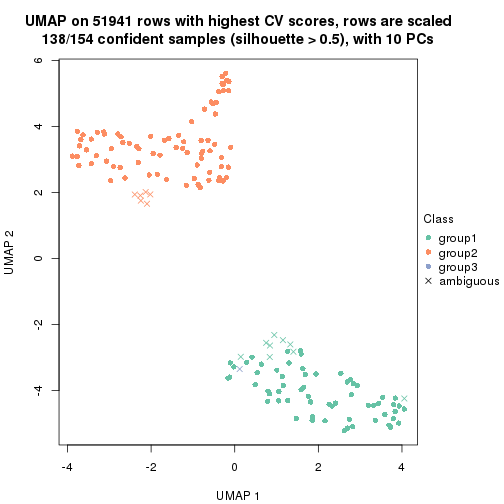 UMAP on 51941 rows with highest CV scores, rows are scaled
138/154 confident samples (silhouette > 0.5), with 10 PCs
6
4
2
0
-2
-4
UMAP 2
-4
-2
0
2
4
UMAP 1
Class
group1
group2
group3
ambiguous